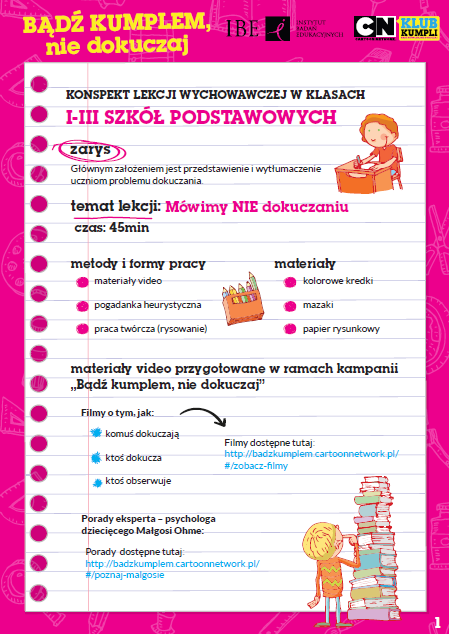 BĄDŹ KUMPLEM,
nie dokuczaj
IBE INSTYTUT
BADAŃ
EDUKACYJNYCH
CN
KLUB
KUMPLI
KONSPEKT LEKCJI WYCHOWAWCZEJ W KLASACH
I-III SZKÓŁ PODSTAWOWYCH
zarys
Głównym założeniem jest przedstawienie i wytłumaczenie
uczniom problemu dokuczania.
temat lekcji: Mówimy NIE dokuczaniu
czas: 45min
metody i formy pracy
materiały video
pogadanka heurystyczna
praca twórcza (rysowanie)
materiały
kolorowe kredki
mazaki
papier rysunkowy
materiały video przygotowane w ramach kampanii
„Bądź kumplem, nie dokuczaj”
Filmy o tym, jak:
komuś dokuczają
ktoś dokucza
ktoś obserwuje
Filmy dostępne tutaj:
http://badzkumplem.cartoonnetwork.pl/
#/zobacz-filmy
Porady eksperta – psychologa
dziecięcego Małgosi Ohme:
Porady dostępne tutaj:
http://badzkumplem.cartoonnetwork.pl/
#/poznaj-malgosie
1